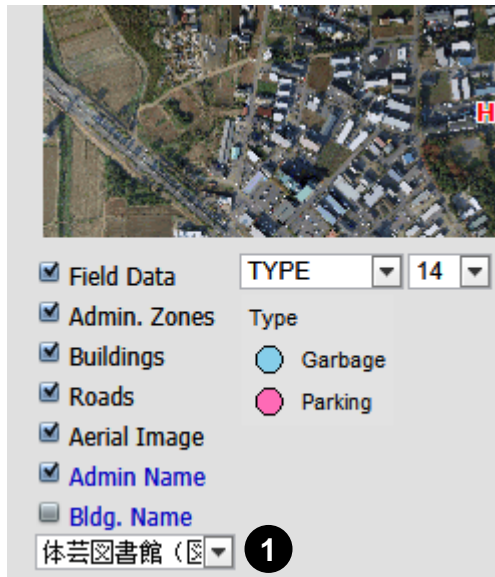 H
Field Data
TYPE
14
Admin. Zones
Type
Buildings
Garbage
Roads
Parking
Aerial Image
Admin Name
Bldg. Name
体芸図書館（図
1